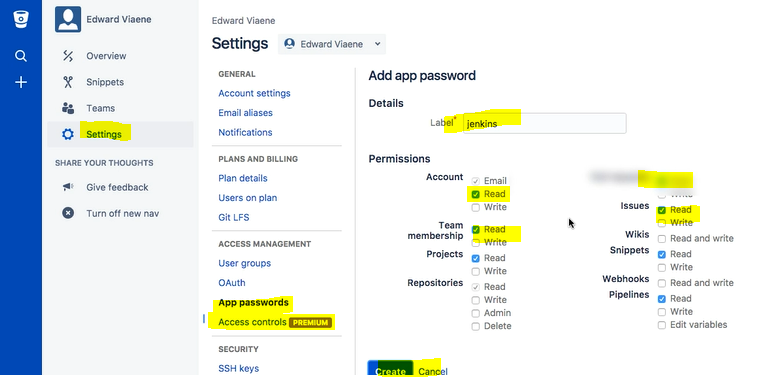 Edward Viaene
Overview
Snippets
Teams
Settings
SHARE YOUR THOUGHTS
Give feedback
Turn off new nav
Edward Viaene
Settings
Edward Viaene
GENERAL
Account settings
Email aliases
Notifications
PLANS AND BILLING
Plan details
Users on plan
Git LFS
ACCESS MANAGEMENT
User groups
OAuth
App passwords
Access controls PREMIUM
SECURITY
SSH keys
Add app password
Details
Label* jenkins
Permissions
Account
Email
Read
Write
Team membership
Read
Write
Projects
Read
Write
Repositories
Read
Write
Admin
Delete
Write
Issues
Read
Write
Wikis
Read and write
Snippets
Read
Write
Webhooks
Read and write
Pipelines
Read
Write
Edit variables
Create
Cancel